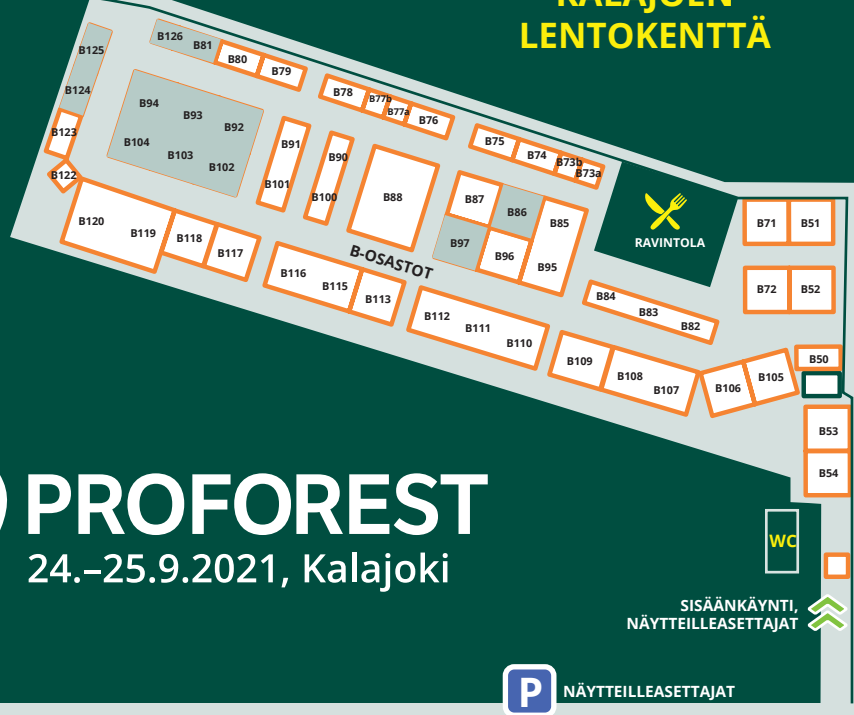 KALAJOEN
LENTOKENTTÄ
B125
B126
B81
B80
B79
B124
B78
B77b
B77a
B76
B94
B93
B92
B123
B104
B103
B102
B91
B90
B75
B74
B73b
B73a
B122
B101
B100
B88
B87
B86
B85
RAVINTOLA
B71
B51
B120
B119
B118
B117
B97
B96
B95
B-OSASTOT
B72
B52
B116
B115
B113
B84
B83
B82
B112
B111
B110
B50
B109
B108
B107
B106
B105
B53
B54
PROFOREST
24.–25.9.2021, Kalajoki
WC
SISÄÄNKÄYNTI,
NÄYTTEILLEASETTAJAT
P NÄYTTEILLEASETTAJAT